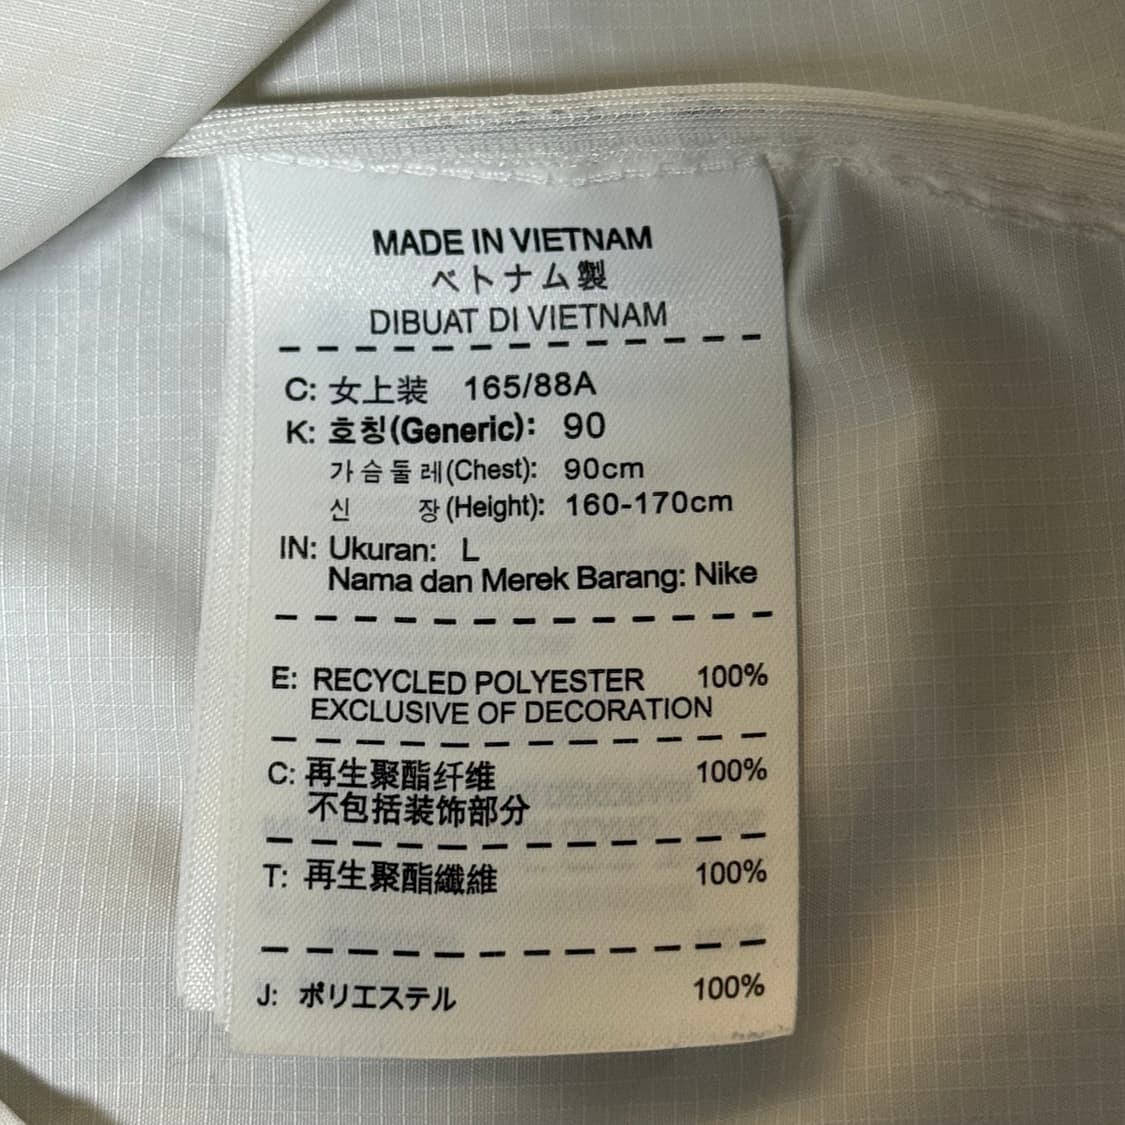 MADE IN VIETNAM
ベトナム製
DIBUAT DI VIETNAM
C: 女上装 165/88A
K: 호칭(Generic): 90
가슴둘레(Chest): 90cm
신 장(Height): 160-170cm
IN: Ukuran: L
Nama dan Merek Barang: Nike
E: RECYCLED POLYESTER 100%
EXCLUSIVE OF DECORATION
C: 再生聚酯纤维 100%
不包括装饰部分
T: 再生聚酯纖維 100%
J: ポリエステル 100%